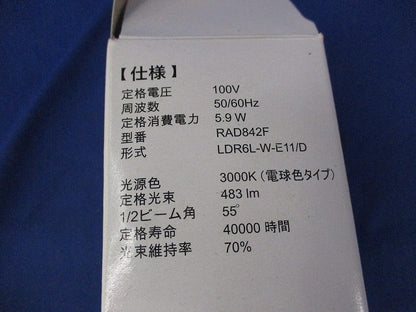 【仕様】
定格電圧 100V
周波数 50/60Hz
定格消費電力 5.9 W
型番 RAD842F
形式 LDR6L-W-E11/D
光源色 3000K（電球色タイプ）
定格光束 483 lm
1/2ビーム角 55°
定格寿命 40000 時間
光束維持率 70%